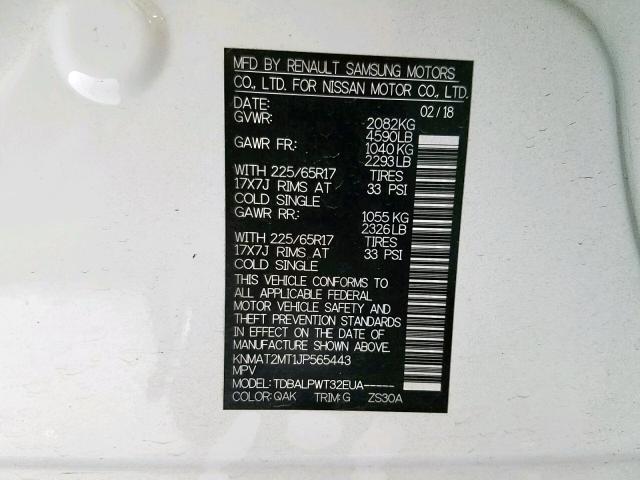 MFD BY RENAULT SAMSUNG MOTORS
CO., LTD. FOR NISSAN MOTOR CO., LTD.
DATE: 02/18
GVWR: 2082KG
4590LB
GAWR FR: 1040 KG
2293 LB
WITH 225/65R17 TIRES
17X7J RIMS AT 33 PSI
COLD SINGLE
GAWR RR: 1055 KG
2326 LB
WITH 225/65R17 TIRES
17X7J RIMS AT 33 PSI
COLD SINGLE
THIS VEHICLE CONFORMS TO
ALL APPLICABLE FEDERAL
MOTOR VEHICLE SAFETY AND
THEFT PREVENTION STANDARDS
IN EFFECT ON THE DATE OF
MANUFACTURE SHOWN ABOVE.
KNMAT2MT1JP565443
MPV
MODEL: TDBALPWT32EUA-----
COLOR: QAK TRIM:G ZS30A